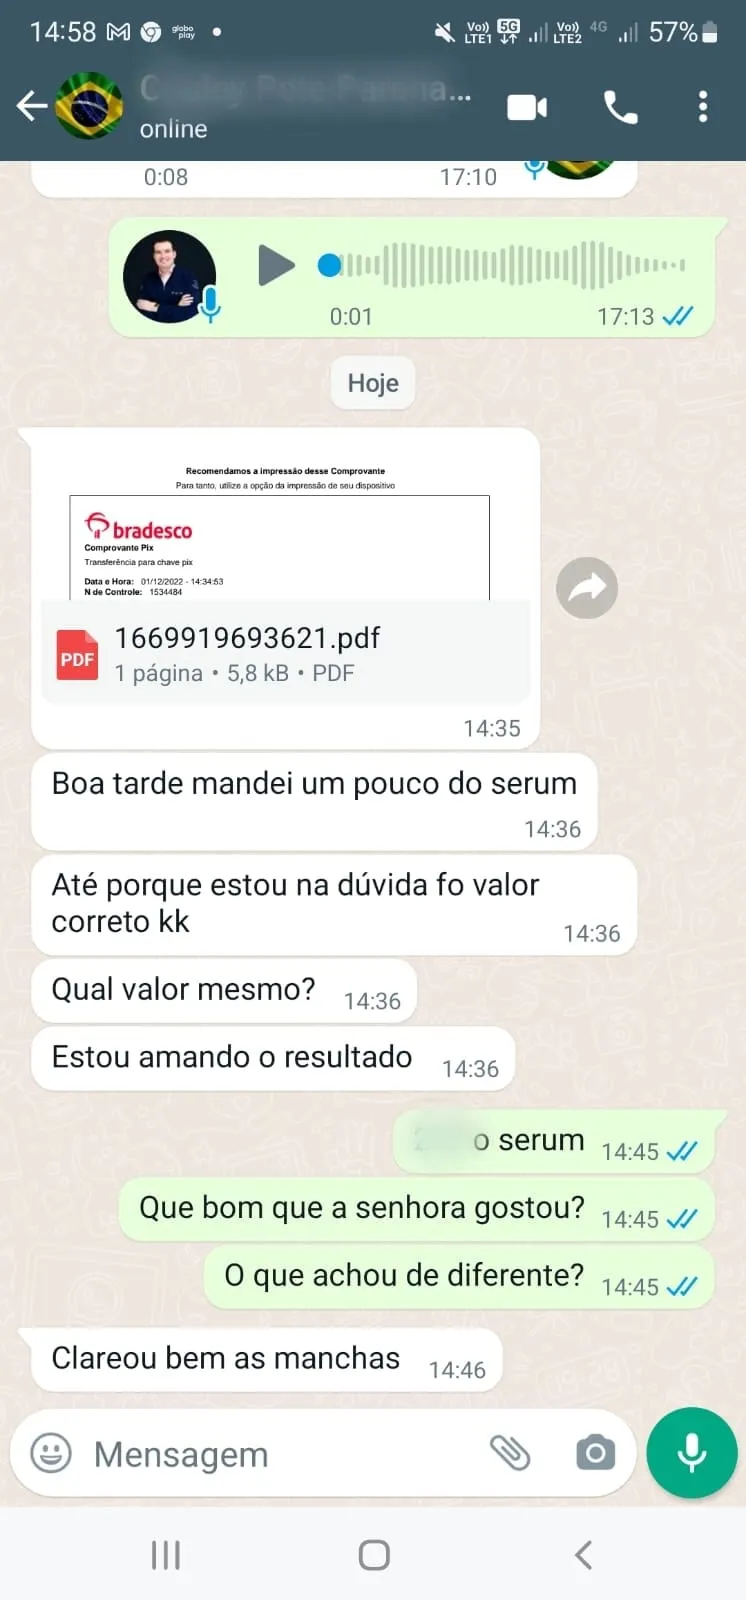 14:58
globo
play
Vo))
LTE1
5G
Vo))
LTE2
4G
57%
online
0:08
17:10
0:01
17:13
Hoje
Recomendamos a impressão desse Comprovante
Para tanto, utilize a opção da impressão de seu dispositivo
bradesco
Comprovante Pix
Transferência para chave pix
Data e Hora: 01/12/2022 - 14:34:53
N de Controle: 1534484
PDF
1669919693621.pdf
1 página • 5,8 kB • PDF
14:35
Boa tarde mandei um pouco do serum
14:36
Até porque estou na dúvida fo valor
correto kk
14:36
Qual valor mesmo?
14:36
Estou amando o resultado
14:36
o serum
14:45
Que bom que a senhora gostou?
14:45
O que achou de diferente?
14:45
Clareou bem as manchas
14:46
Mensagem